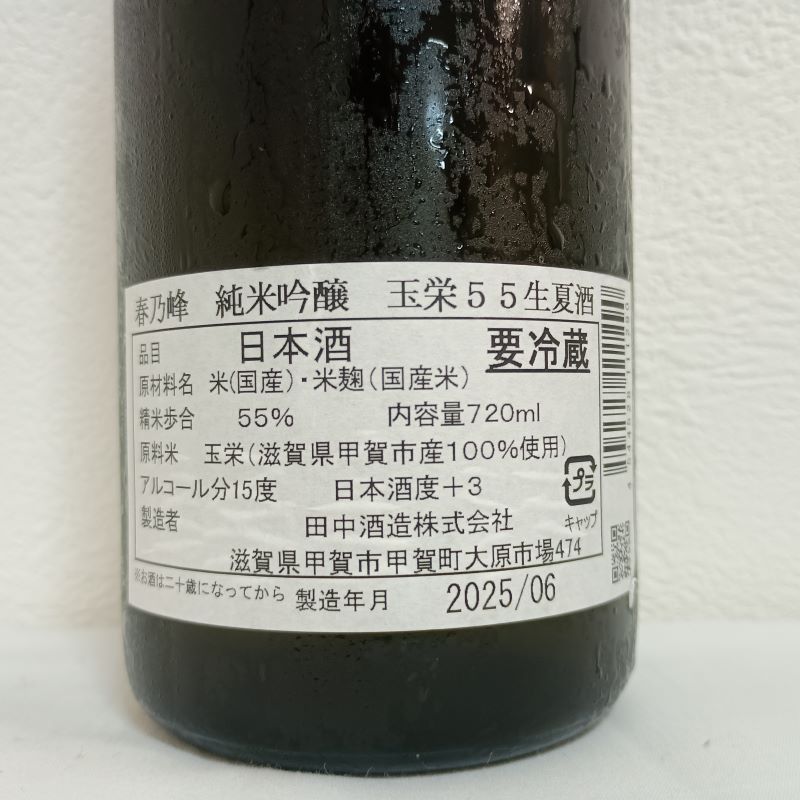 春乃峰 純米吟醸 玉栄55生夏酒
品目 日本酒 要冷蔵
原材料名 米(国産)・米麹(国産米)
精米歩合 55% 内容量720ml
原料米 玉栄(滋賀県甲賀市産100%使用)
アルコール分15度 日本酒度+3
プラ
製造者 田中酒造株式会社 キャップ
滋賀県甲賀市甲賀町大原市場474
※お酒は二十歳になってから 製造年月 2025/06